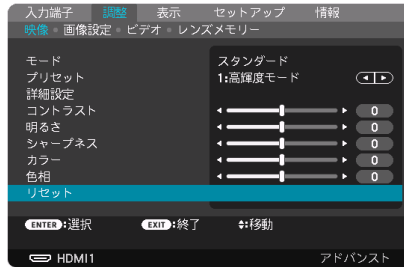 入力端子 調整 表示 セットアップ 情報
映像 • 画像設定 • ビデオ • レンズメモリー
モード スタンダード
プリセット 1:高輝度モード
詳細設定
コントラスト 0
明るさ 0
シャープネス 0
カラー 0
色相 0
リセット
ENTER:選択 EXIT:終了 :移動
HDMI1 アドバンスト